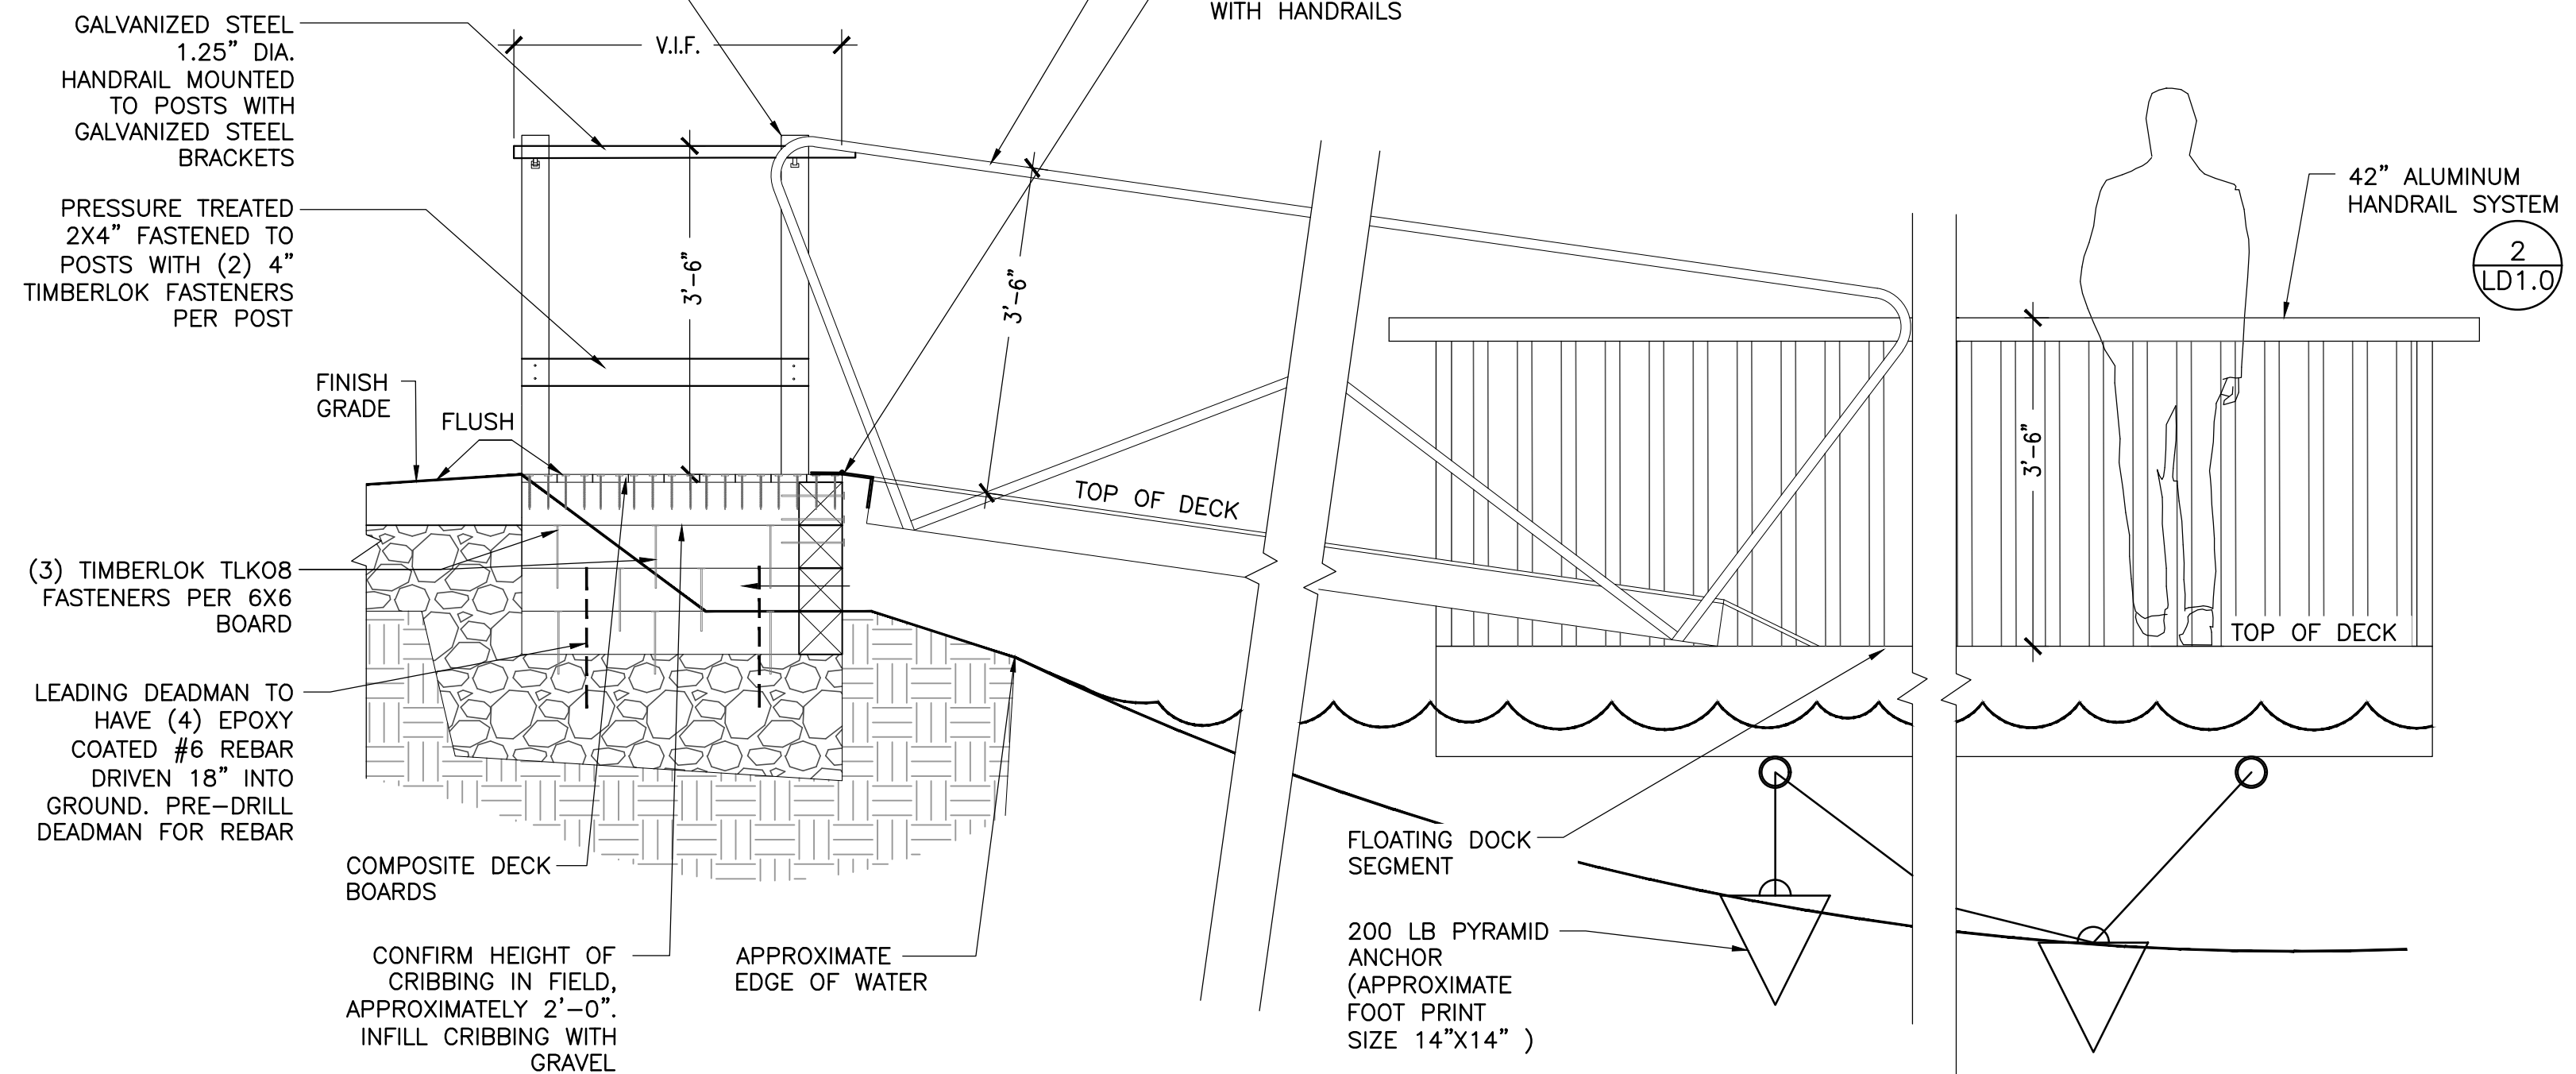 GALVANIZED STEEL
1.25" DIA.
HANDRAIL MOUNTED
TO POSTS WITH
GALVANIZED STEEL
BRACKETS
V.I.F.
WITH HANDRAILS
PRESSURE TREATED
2X4" FASTENED TO
POSTS WITH (2) 4"
TIMBERLOK FASTENERS
PER POST
3'-6"
3'-6"
42" ALUMINUM
HANDRAIL SYSTEM
2
LD1.0
FINISH
GRADE
FLUSH
TOP OF DECK
3'-6"
TOP OF DECK
(3) TIMBERLOK TLK08
FASTENERS PER 6X6
BOARD
LEADING DEADMAN TO
HAVE (4) EPOXY
COATED #6 REBAR
DRIVEN 18" INTO
GROUND. PRE-DRILL
DEADMAN FOR REBAR
COMPOSITE DECK
BOARDS
CONFIRM HEIGHT OF
CRIBBING IN FIELD,
APPROXIMATELY 2'-0".
INFILL CRIBBING WITH
GRAVEL
APPROXIMATE
EDGE OF WATER
FLOATING DOCK
SEGMENT
200 LB PYRAMID
ANCHOR
(APPROXIMATE
FOOT PRINT
SIZE 14"X14" )